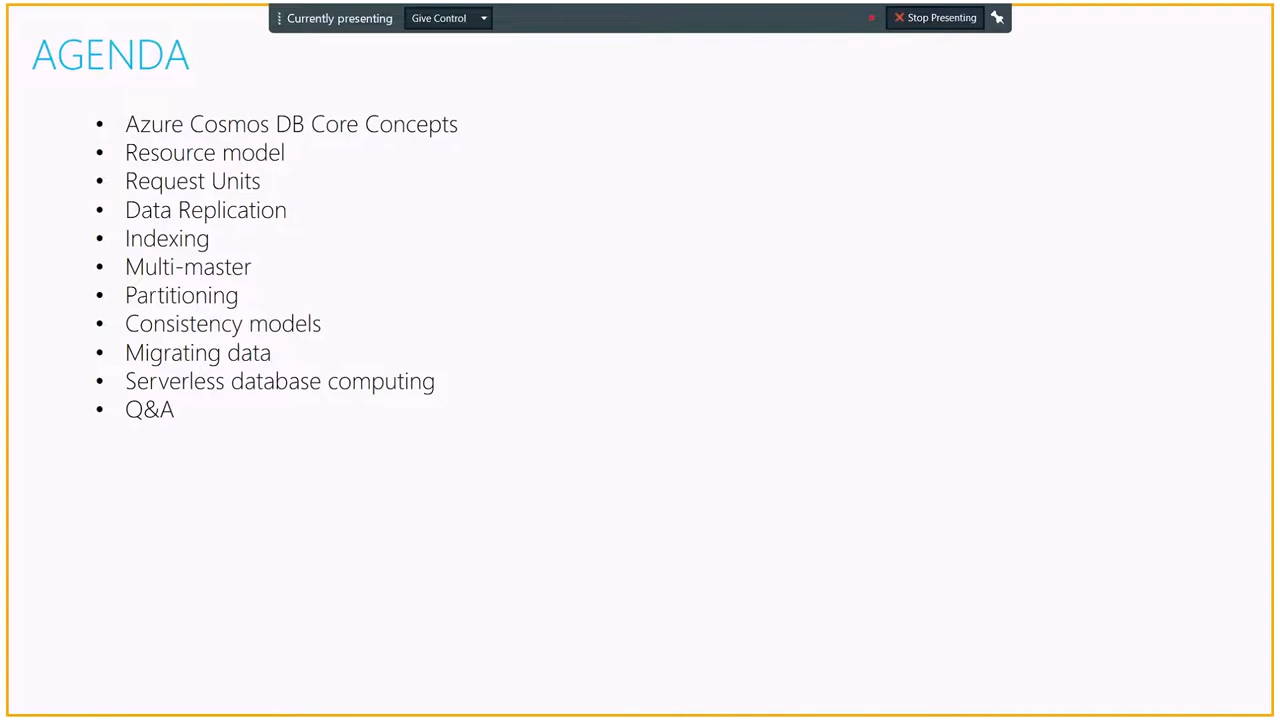 Currently presenting Give Control Stop Presenting
AGENDA
• Azure Cosmos DB Core Concepts
• Resource model
• Request Units
• Data Replication
• Indexing
• Multi-master
• Partitioning
• Consistency models
• Migrating data
• Serverless database computing
• Q&A